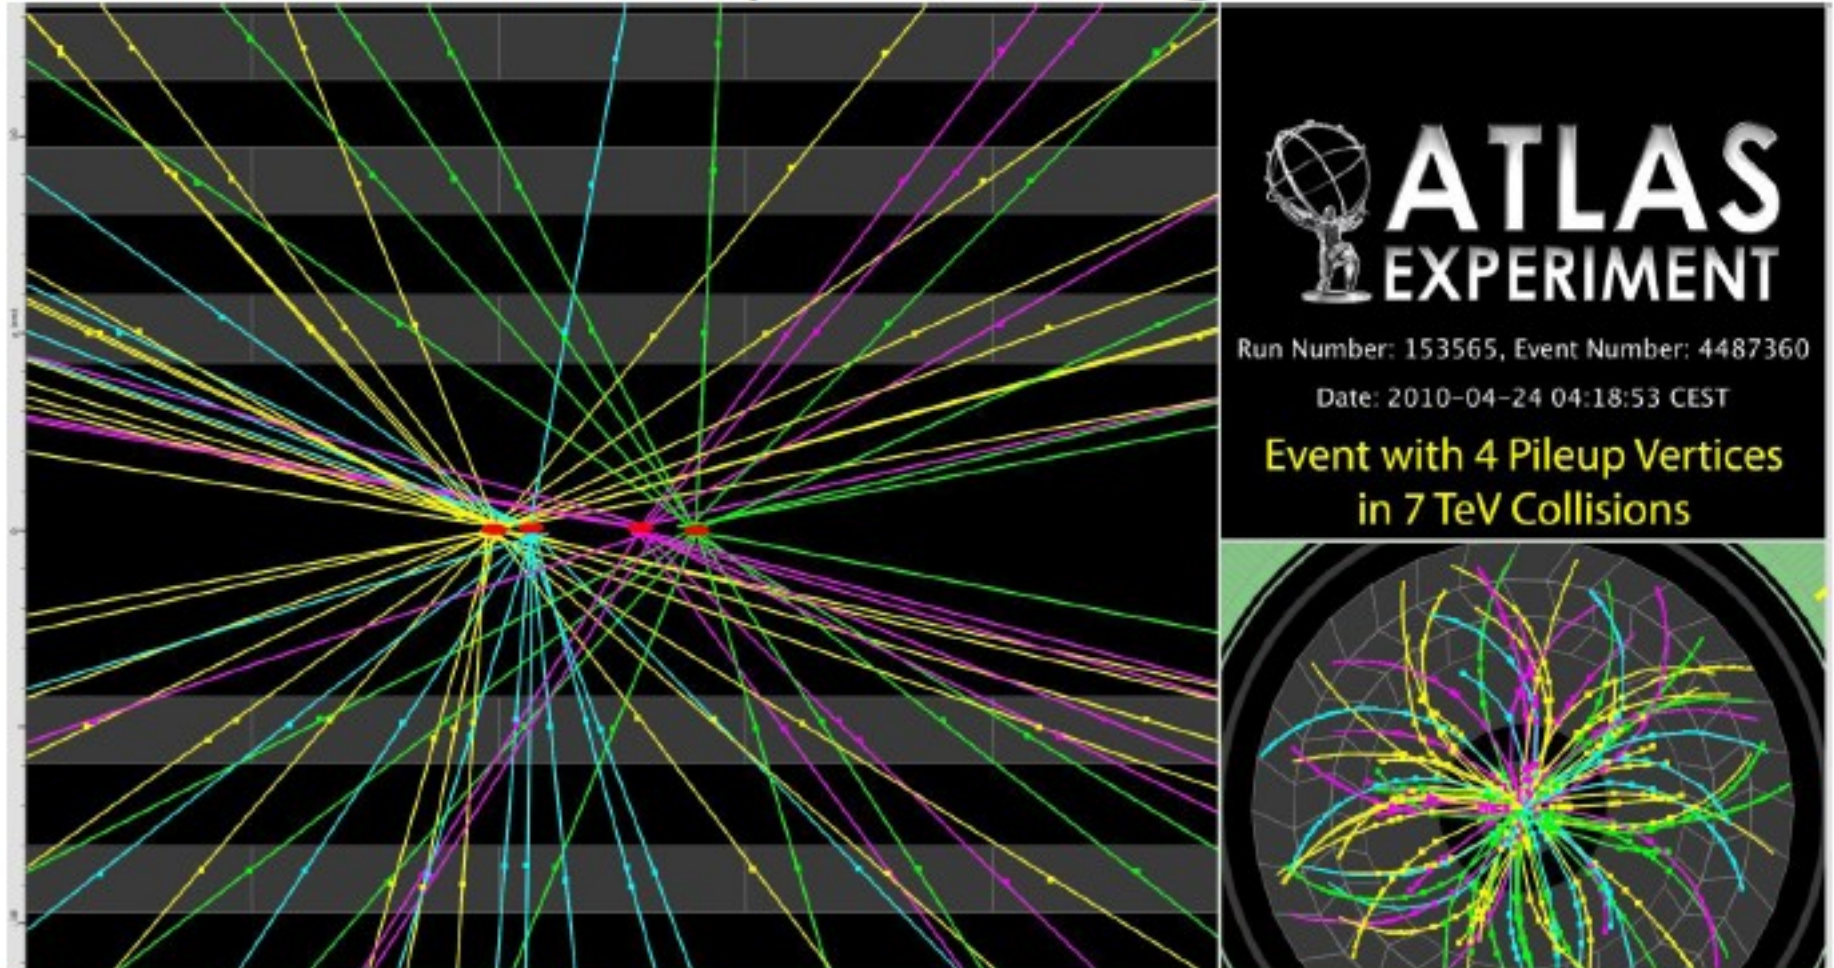 ATLAS
EXPERIMENT
Run Number: 153565, Event Number: 4487360
Date: 2010-04-24 04:18:53 CEST
Event with 4 Pileup Vertices
in 7 TeV Collisions